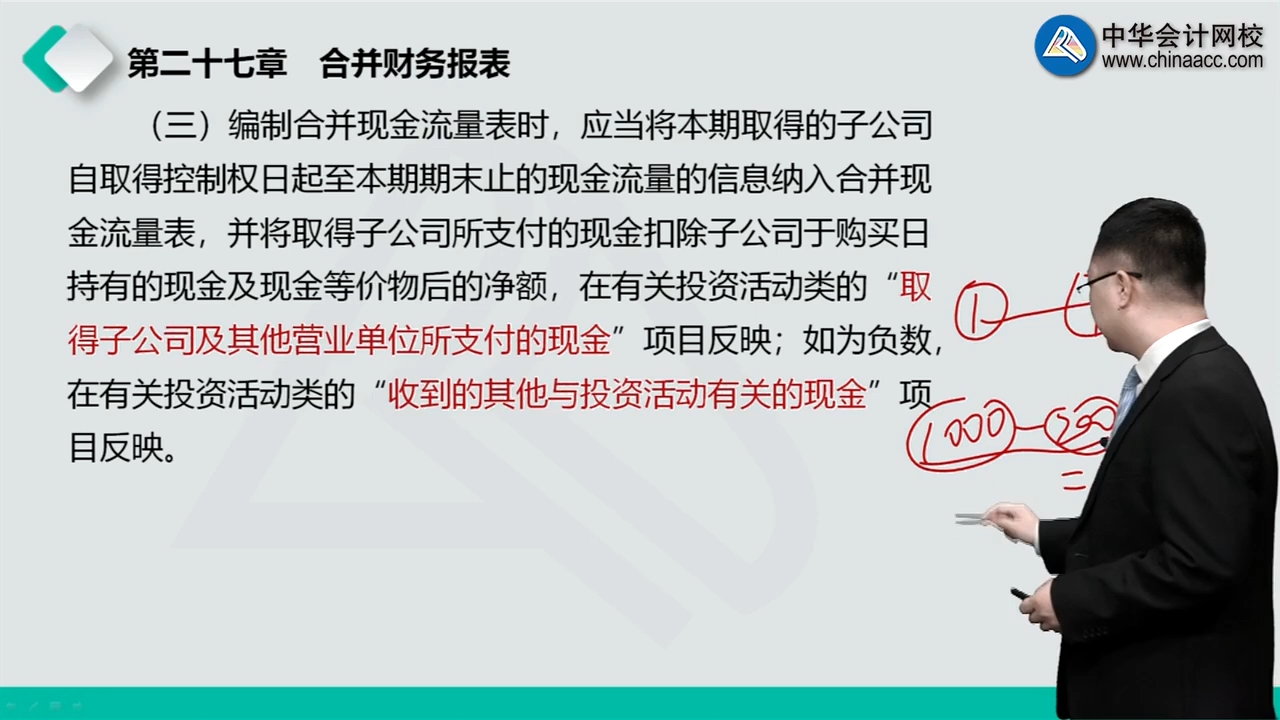 第二十七章 合并财务报表
中华会计网校
www.chinaacc.com
（三）编制合并现金流量表时，应当将本期取得的子公司
自取得控制权日起至本期期末止的现金流量的信息纳入合并现
金流量表，并将取得子公司所支付的现金扣除子公司于购买日
持有的现金及现金等价物后的净额，在有关投资活动类的“取
得子公司及其他营业单位所支付的现金”项目反映；如为负数，
在有关投资活动类的“收到的其他与投资活动有关的现金”项
目反映。
1000 -
=